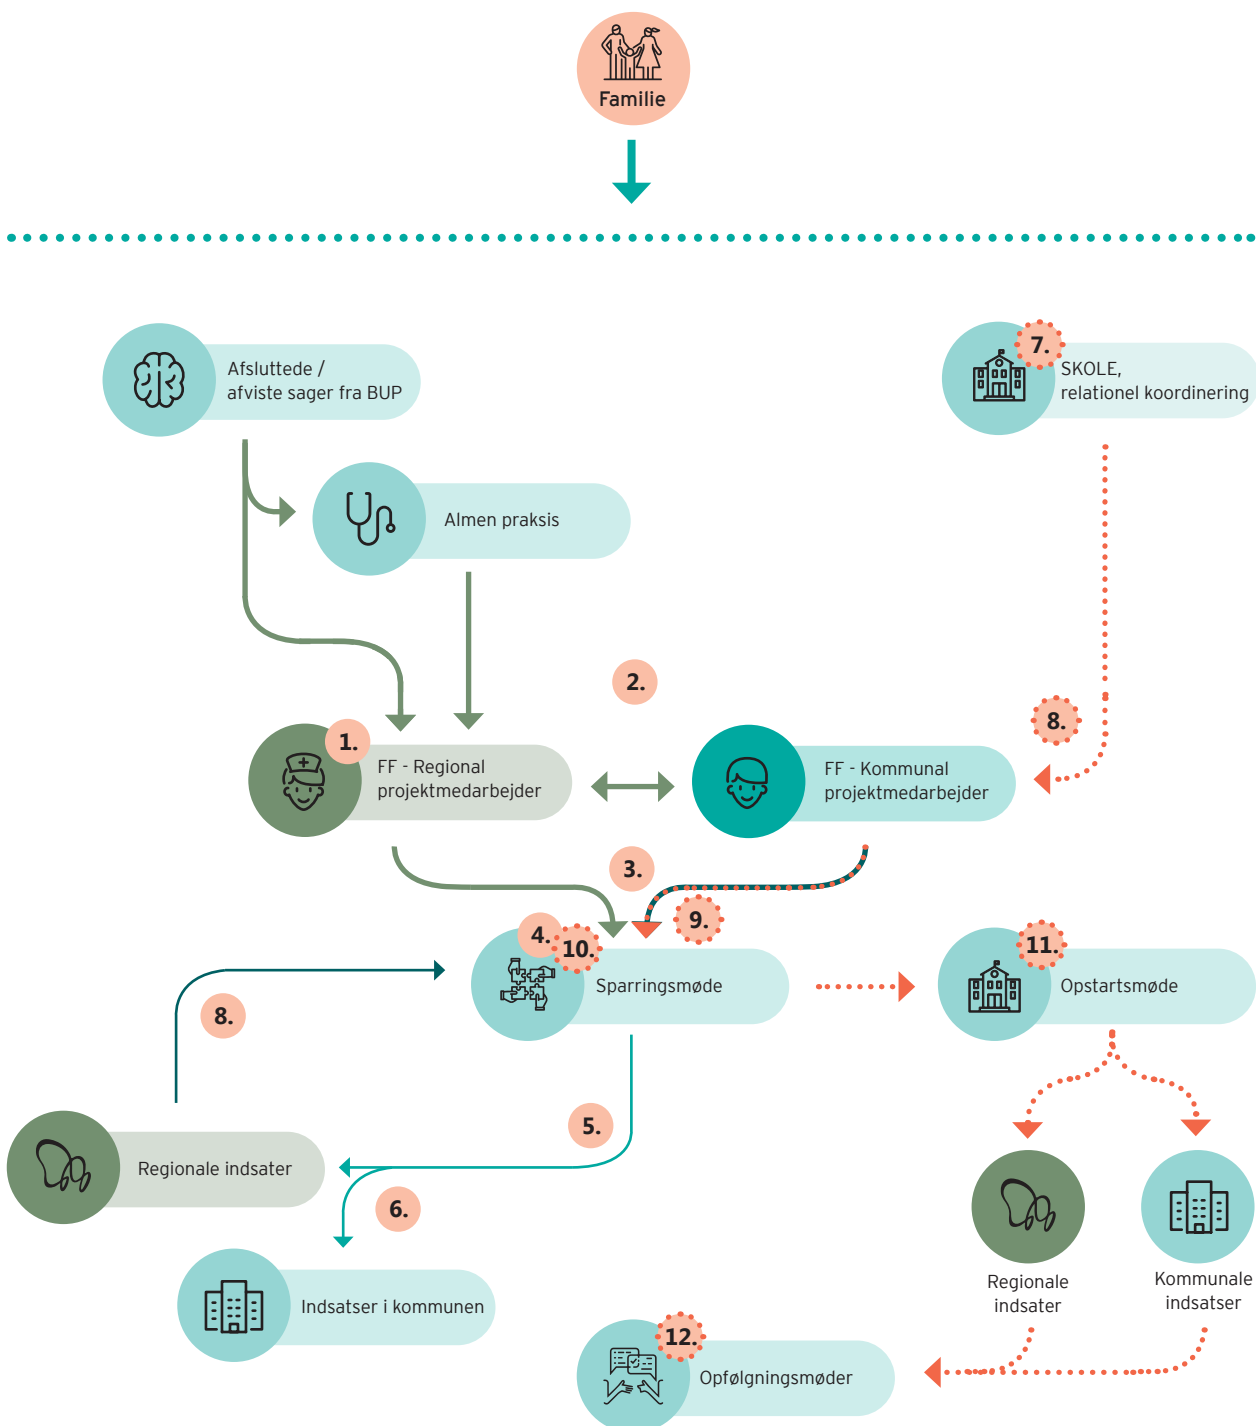 Familie
Afsluttede /
afviste sager fra BUP
7.
SKOLE,
relationel koordinering
Almen praksis
2.
8.
1.
FF - Regional
projektmedarbejder
FF - Kommunal
projektmedarbejder
3.
9.
4.
10.
Sparringsmøde
11.
Opstartsmøde
8.
5.
Regionale indsater
6.
Indsatser i kommunen
Regionale
indsater
Kommunale
indsatser
12.
Opfølgningsmøder